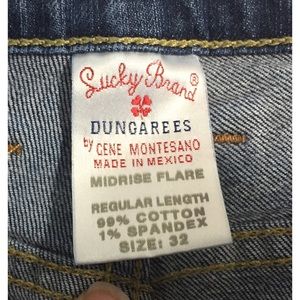 Lucky Brand ®
DUNGAREES
by GENE MONTESANO
MADE IN MEXICO
MIDRISE FLARE
REGULAR LENGTH
99% COTTON
1% SPANDEX
SIZE: 32